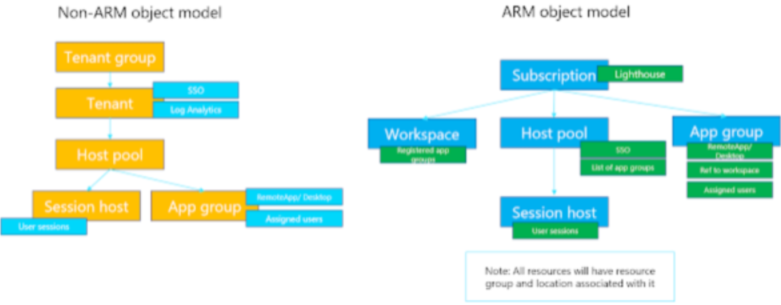 Non-ARM object model
Tenant group
Tenant
SSO
Log Analytics
Host pool
Session host
User sessions
App group
RemoteApp/ Desktop
Assigned users
ARM object model
Subscription
Lighthouse
Workspace
Registered app
groups
Host pool
SSO
List of app groups
App group
RemoteApp/
Desktop
Ref to workspace
Assigned users
Session host
User sessions
Note: All resources will have resource
group and location associated with it